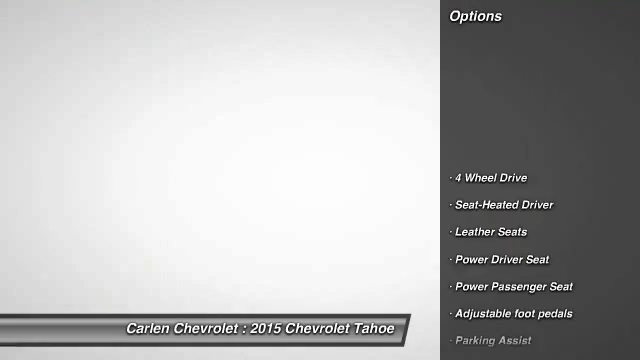 Options
· 4 Wheel Drive
· Seat-Heated Driver
· Leather Seats
· Power Driver Seat
· Power Passenger Seat
· Adjustable foot pedals
· Parking Assist
Carlen Chevrolet : 2015 Chevrolet Tahoe